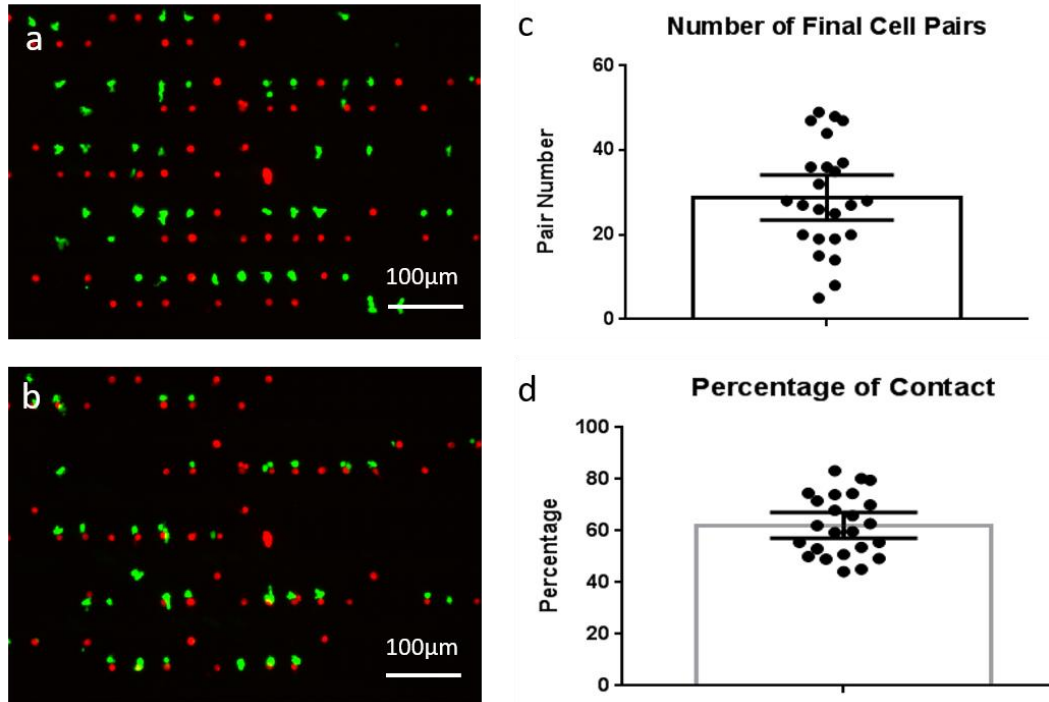 a
100μm
b
100μm
c
Number of Final Cell Pairs
Pair Number
60
40
20
0
d
Percentage of Contact
Percentage
100
80
60
40
20
0